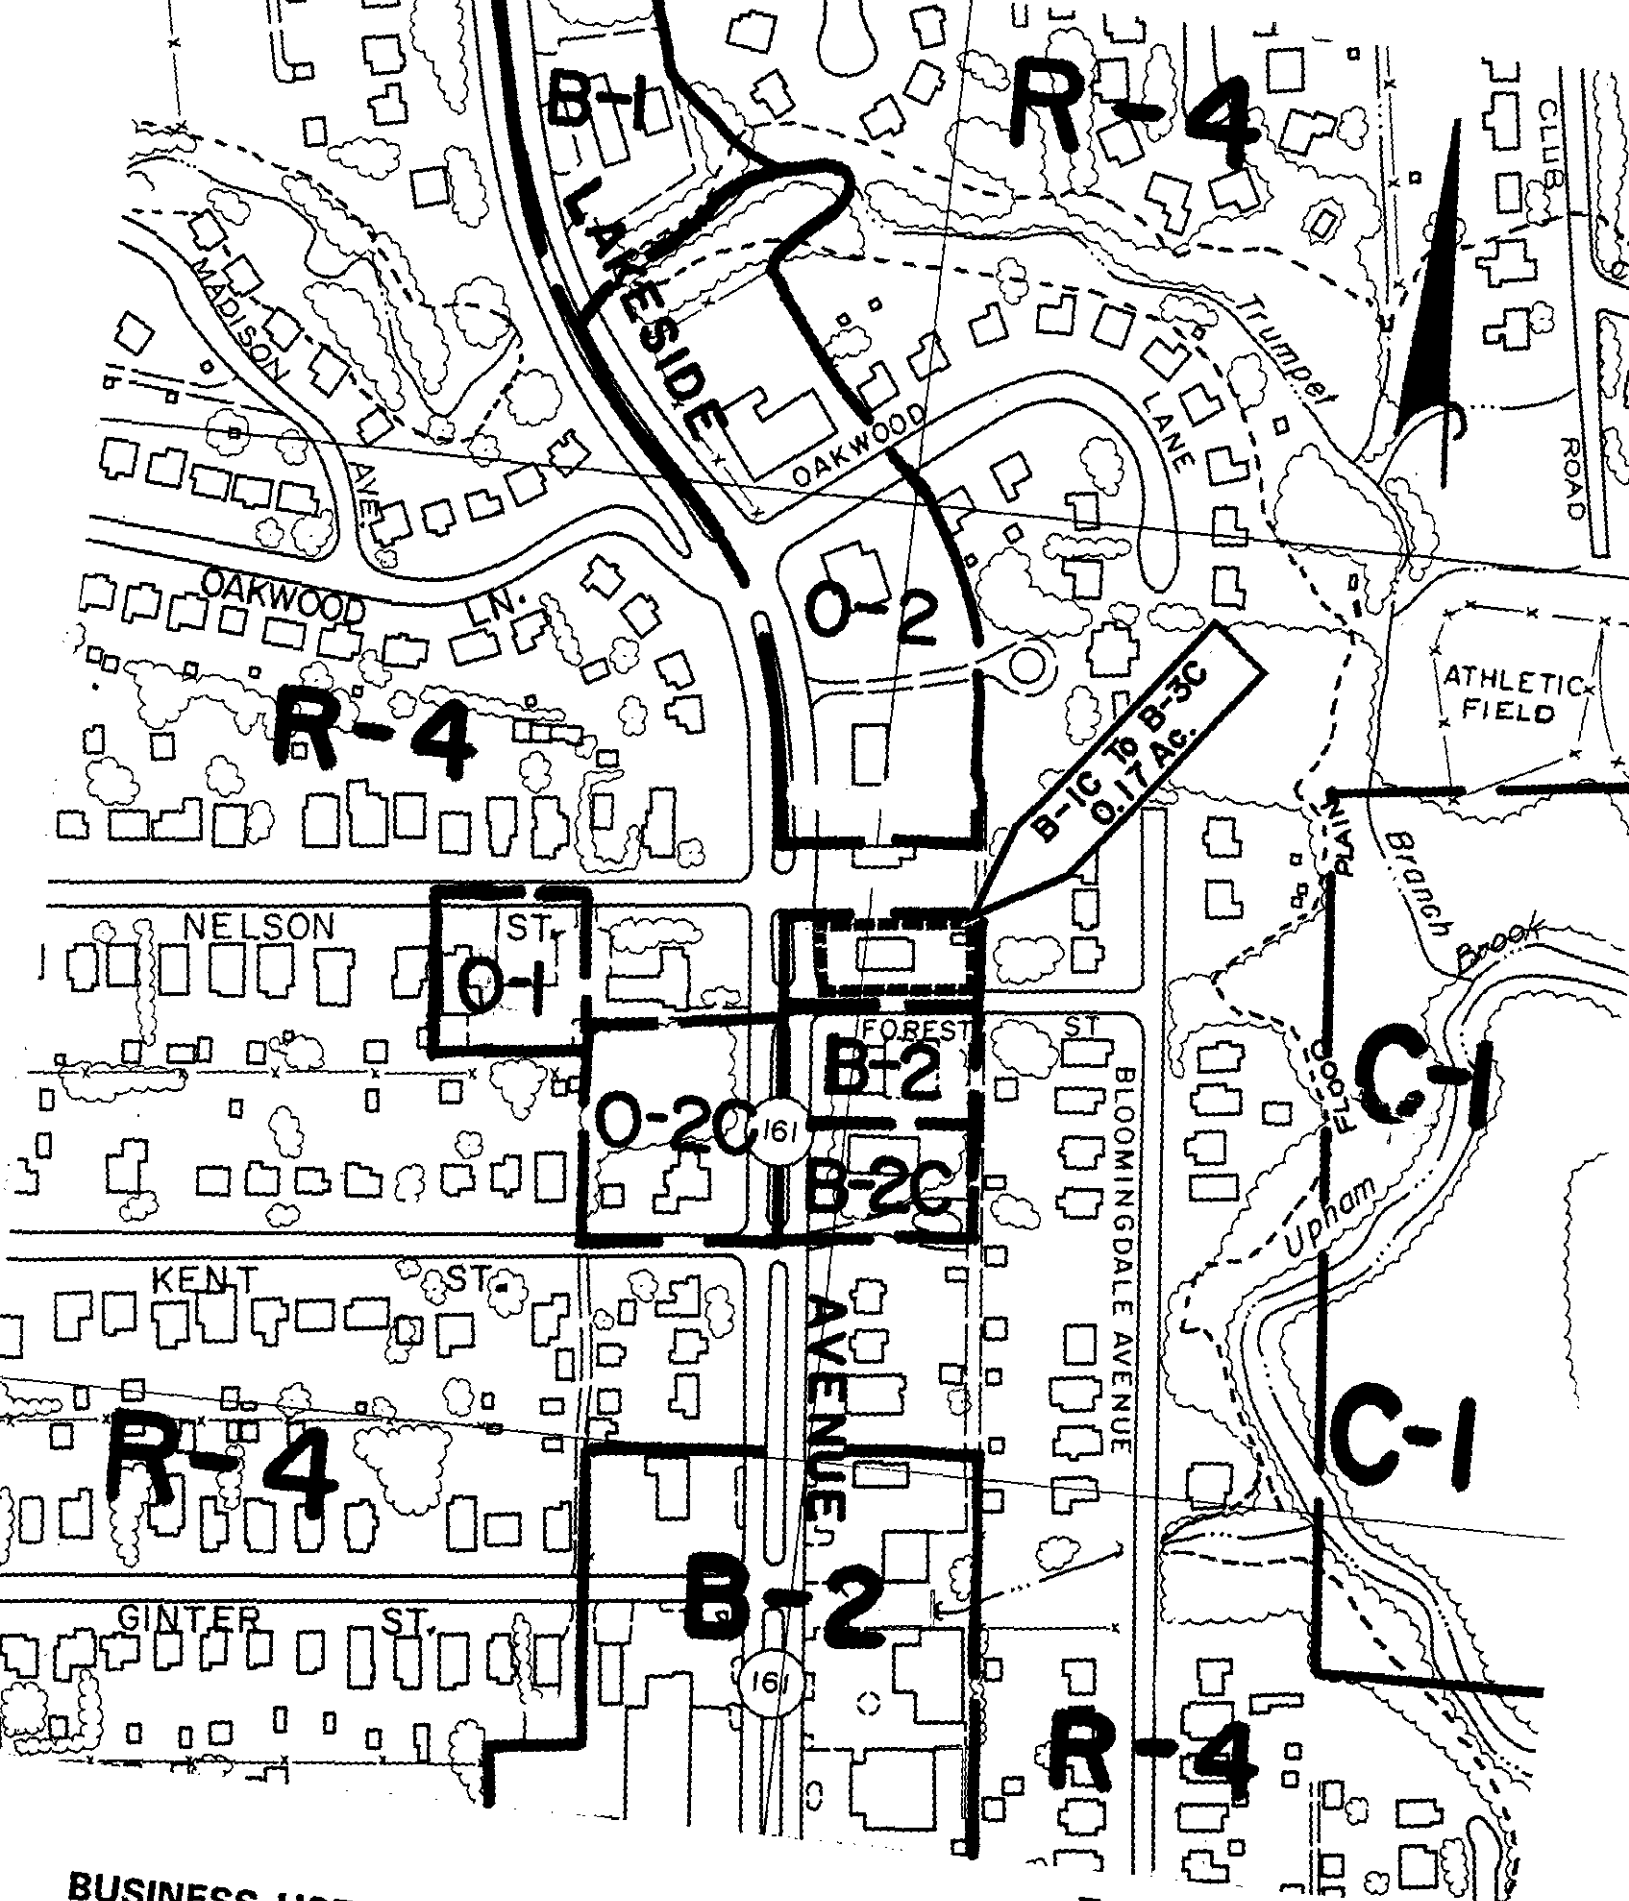 B-1
R-4
CLUB
LAKESIDE
MADISON
Trumpet
OAKWOOD
LANE
ROAD
AVE.
OAKWOOD
LN.
O-2
ATHLETIC
FIELD
R-4
B-1C To B-3C
0.17 Ac.
PLAIN
Branch
NELSON
ST.
Brook
O-1
FOREST
ST
B-2
C-1
FLOOD
BLOOMINGDALE AVENUE
O-2C
161
B-2C
Upham
KENT
ST.
AVENUE
C-1
R-4
B-2
GINTER
ST.
161
R-4
BUSINESS